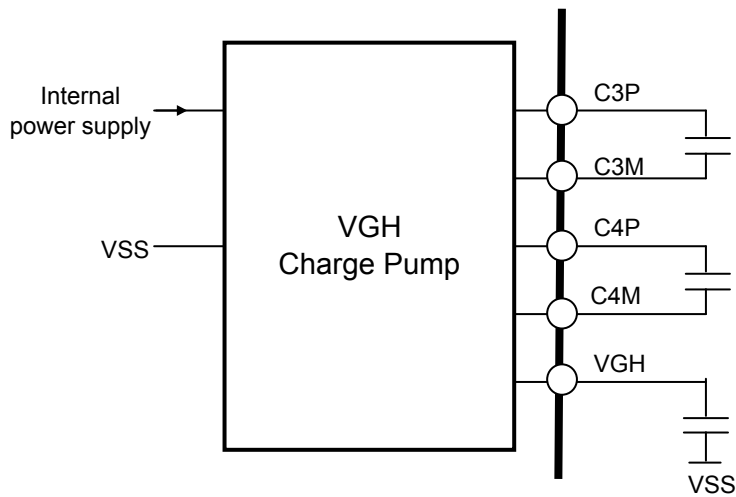 Internal
power supply
VSS
VGH
Charge Pump
C3P
C3M
C4P
C4M
VGH
VSS